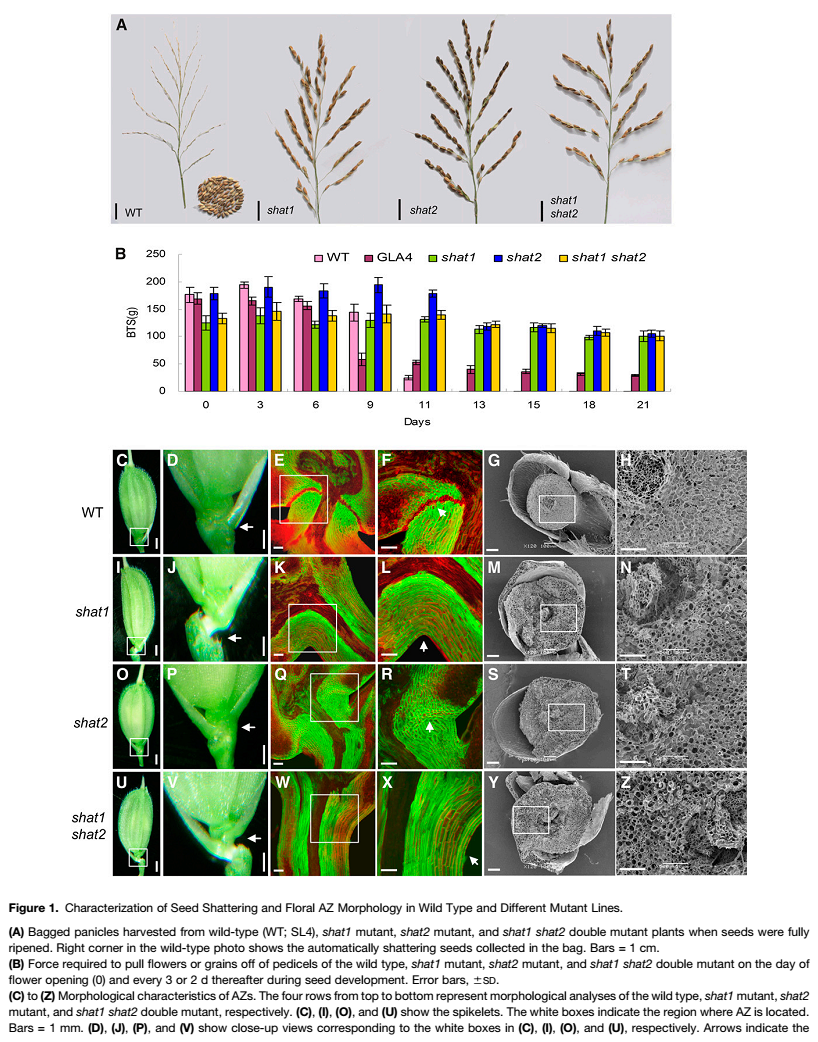 A
WT
shat1
shat2
shat1
shat2
B
250
200
150
100
50
0
BTS(g)
WT GLA4 shat1 shat2 shat1 shat2
0 3 6 9 11 13 15 18 21
Days
WT
C D E F G H
shat1
I J K L M N
shat2
O P Q R S T
shat1
shat2
U V W X Y Z
Figure 1. Characterization of Seed Shattering and Floral AZ Morphology in Wild Type and Different Mutant Lines.
(A) Bagged panicles harvested from wild-type (WT; SL4), shat1 mutant, shat2 mutant, and shat1 shat2 double mutant plants when seeds were fully
ripened. Right corner in the wild-type photo shows the automatically shattering seeds collected in the bag. Bars = 1 cm.
(B) Force required to pull flowers or grains off of pedicels of the wild type, shat1 mutant, shat2 mutant, and shat1 shat2 double mutant on the day of
flower opening (0) and every 3 or 2 d thereafter during seed development. Error bars, ±SD.
(C) to (Z) Morphological characteristics of AZs. The four rows from top to bottom represent morphological analyses of the wild type, shat1 mutant, shat2
mutant, and shat1 shat2 double mutant, respectively. (C), (I), (O), and (U) show the spikelets. The white boxes indicate the region where AZ is located.
Bars = 1 mm. (D), (J), (P), and (V) show close-up views corresponding to the white boxes in (C), (I), (O), and (U), respectively. Arrows indicate the